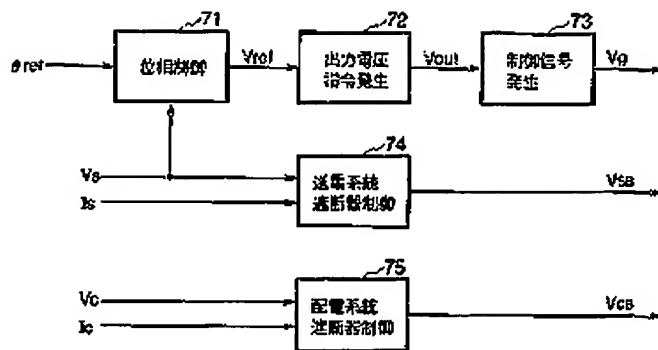 71
72
73
θref
位相制御
Vref
出力電圧
指令発生
Vout
制御信号
発生
Vg
74
Vs
Is
送電系統
遮断器制御
VSB
75
Vc
Ic
配電系統
遮断器制御
VCB